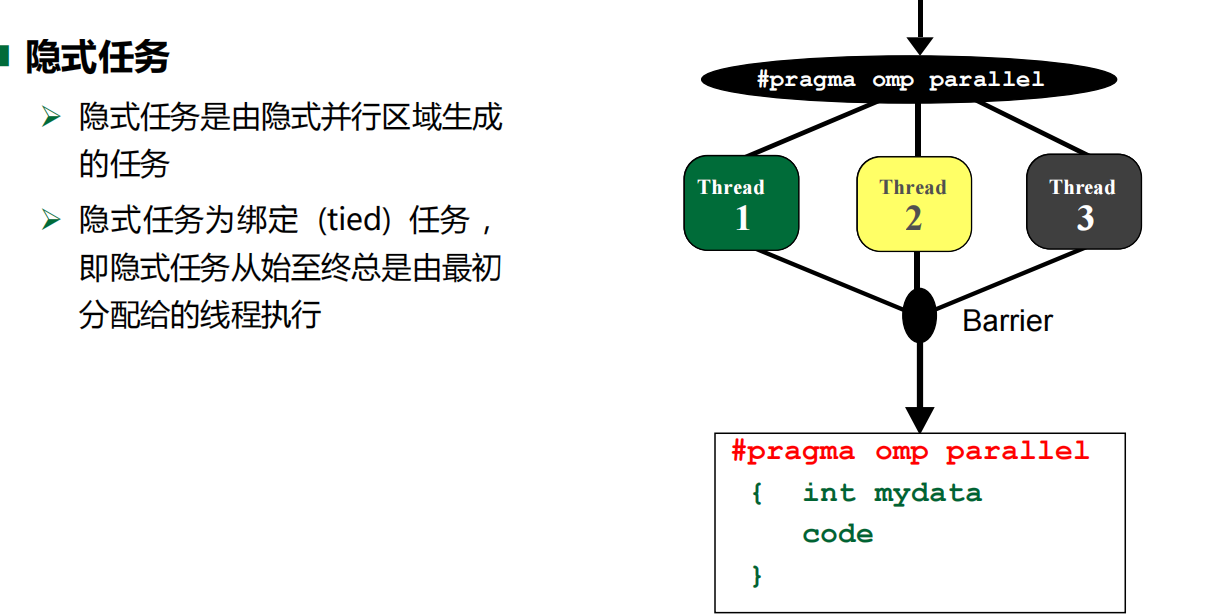 隐式任务
隐式任务是由隐式并行区域生成
的任务
隐式任务为绑定（tied）任务，
即隐式任务从始至终总是由最初
分配给的线程执行
#pragma omp parallel
Thread
1
Thread
2
Thread
3
Barrier
#pragma omp parallel
{ int mydata
code
}